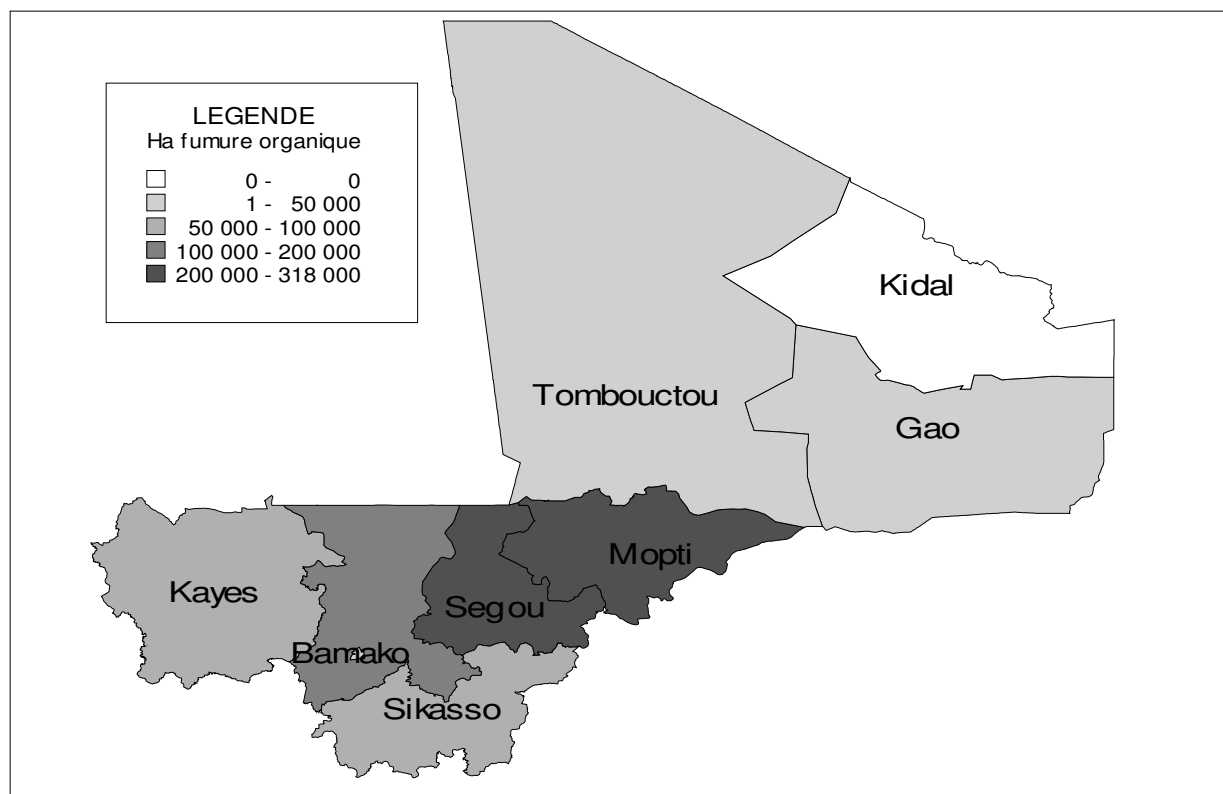 LEGENDE
Ha fumure organique
0 - 0
1 - 50 000
50 000 - 100 000
100 000 - 200 000
200 000 - 318 000
Kidal
Tombouctou
Gao
Mopti
Kayes
Segou
Bamako
Sikasso